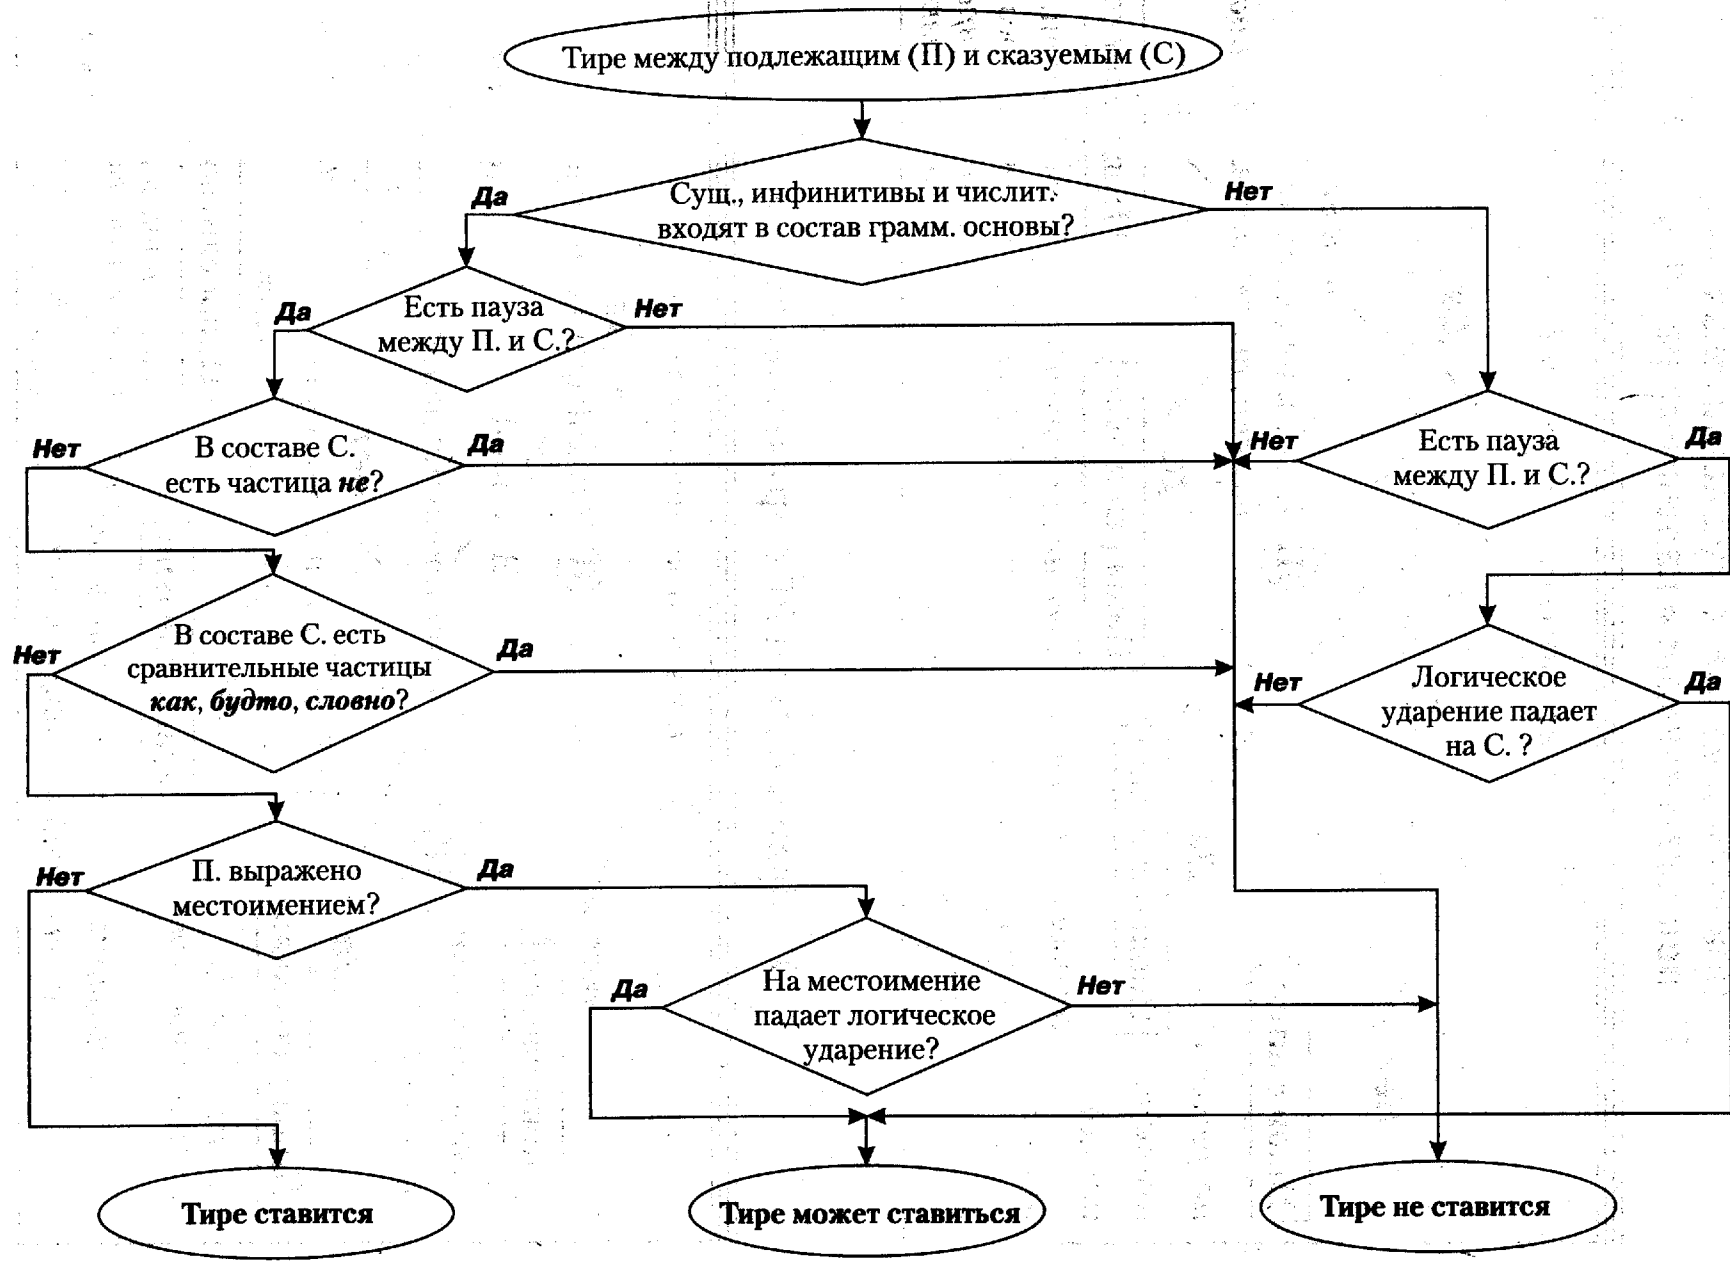 Тире между подлежащим (П) и сказуемым (С)
Да
Сущ., инфинитивы и числит.
входят в состав грамм. основы?
Нет
Да
Есть пауза
между П. и С.?
Нет
Нет
В составе С.
есть частица не?
Да
Нет
Есть пауза
между П. и С.?
Да
Нет
В составе С. есть
сравнительные частицы
как, будто, словно?
Да
Нет
Логическое
ударение падает
на С. ?
Да
Нет
П. выражено
местоимением?
Да
Да
На местоимение
падает логическое
ударение?
Нет
Тире ставится
Тире может ставиться
Тире не ставится